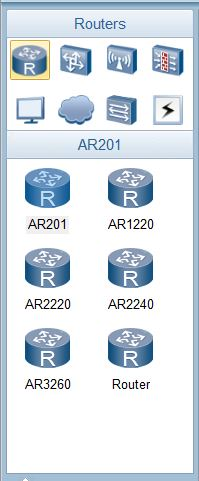 Routers
R
AR201
R R
AR201 AR1220
R R
AR2220 AR2240
R R
AR3260 Router